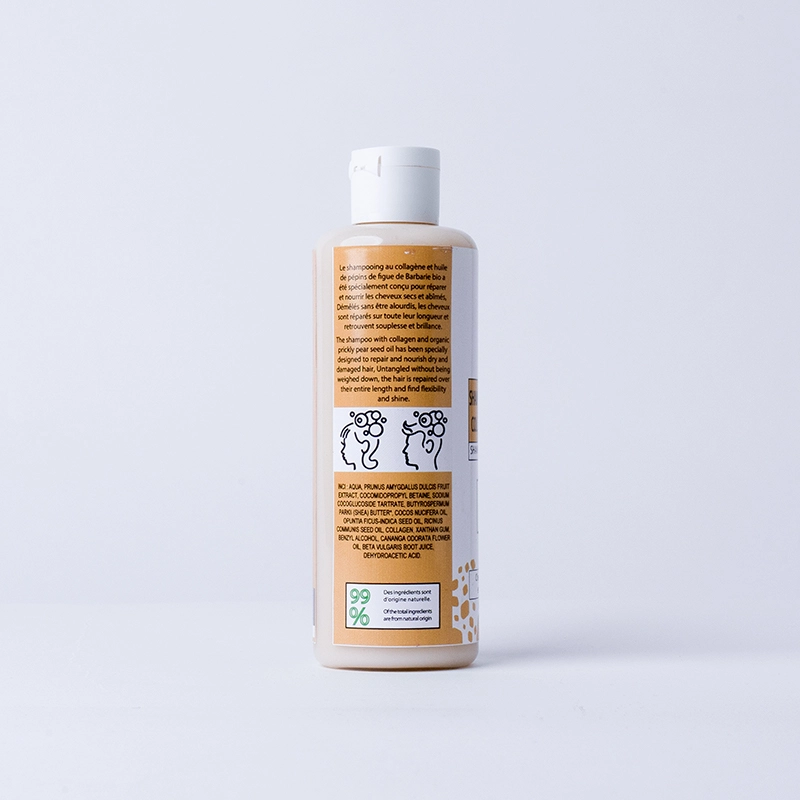 Le shampooing au collagène et huile
de pépins de figue de Barbarie bio a
été spécialement conçu pour réparer
et nourrir les cheveux secs et abîmés,
Démêlés sans être alourdis, les cheveux
sont réparés sur toute leur longueur et
retrouvent souplesse et brillance.
The shampoo with collagen and organic
prickly pear seed oil has been specially
designed to repair and nourish dry and
damaged hair, Untangled without being
weighed down, the hair is repaired over
their entire length and find flexibility
and shine.
INCI : AQUA, PRUNUS AMYGDALUS DULCIS FRUIT
EXTRACT, COCOMIDOPROPYL BETAINE, SODIUM
COCOGLUCOSIDE TARTRATE, BUTYROSPERMUM
PARKII (SHEA) BUTTER*, COCOS NUCIFERA OIL,
OPUNTIA FICUS-INDICA SEED OIL, RICINUS
COMMUNIS SEED OIL, COLLAGEN, XANTHAN GUM,
BENZYL ALCOHOL, CANANGA ODORATA FLOWER
OIL, BETA VULGARIS ROOT JUICE,
DEHYDROACETIC ACID.
99
%
Des ingrédients sont
d'origine naturelle.
Of the total ingredients
are from natural origin